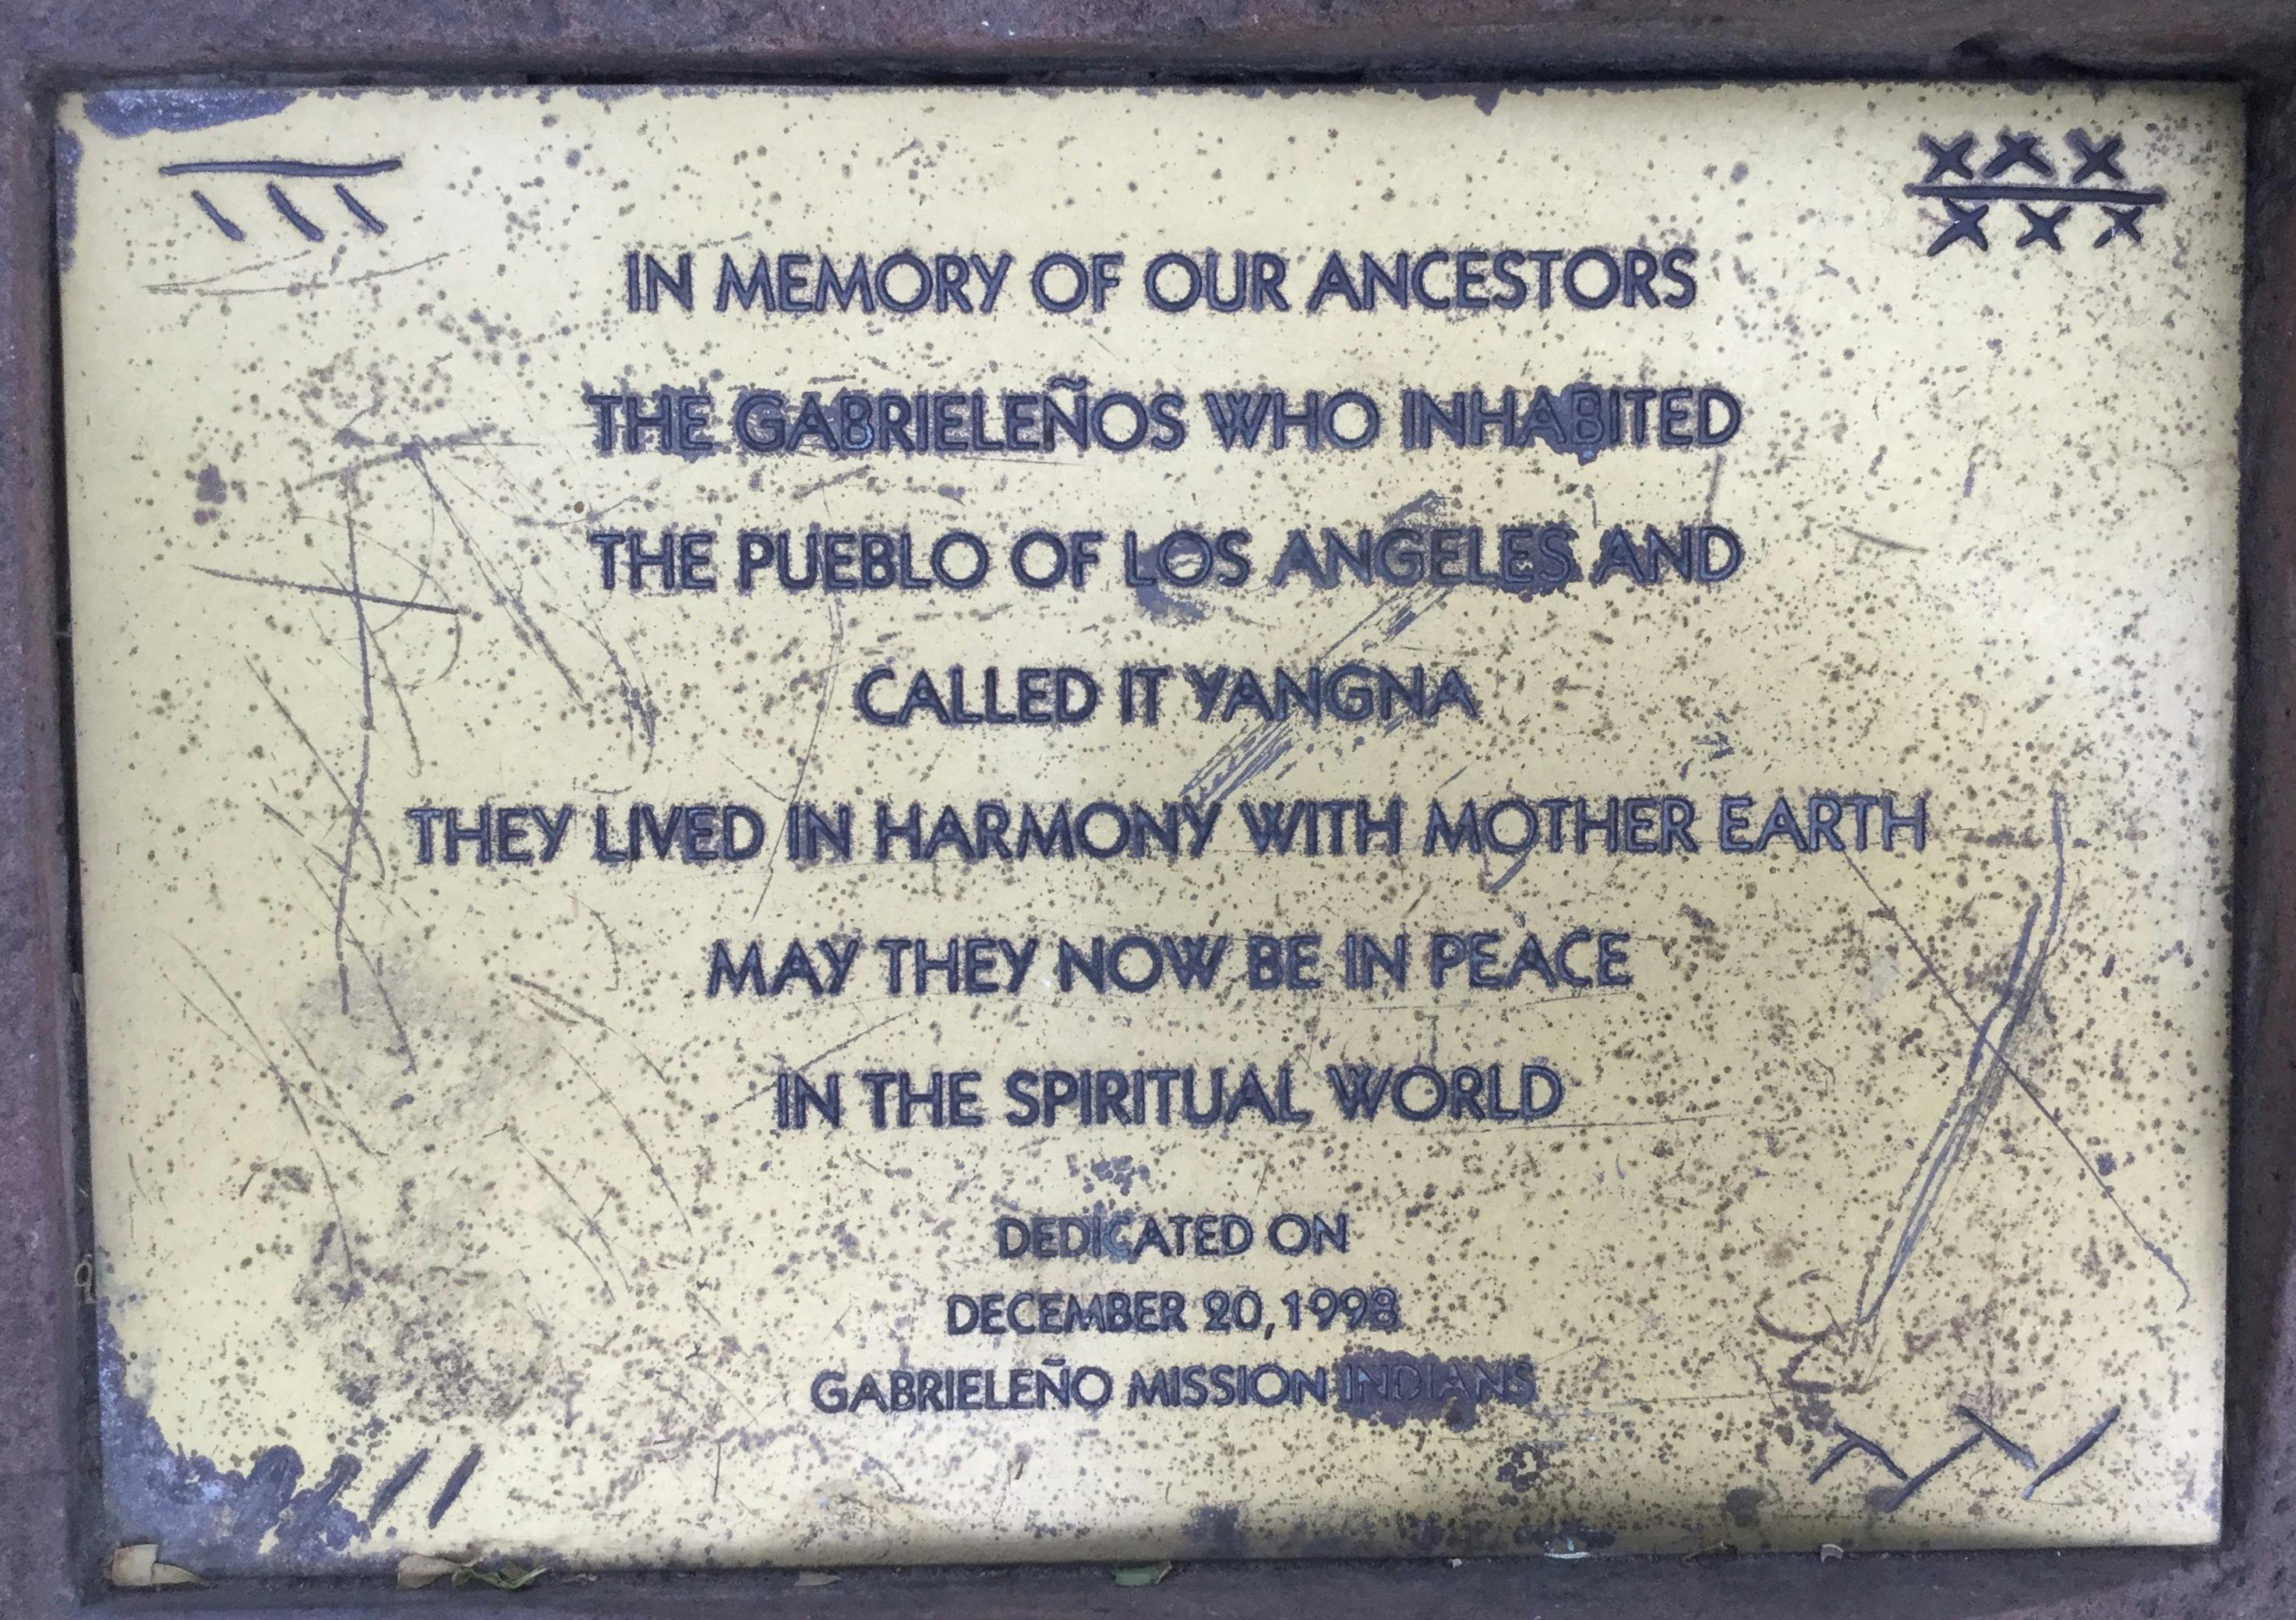 IN MEMORY OF OUR ANCESTORS
THE GABRIELEÑOS WHO INHABITED
THE PUEBLO OF LOS ANGELES AND
CALLED IT YANGNA
THEY LIVED IN HARMONY WITH MOTHER EARTH
MAY THEY NOW BE IN PEACE
IN THE SPIRITUAL WORLD
DEDICATED ON
DECEMBER 20, 1998
GABRIELEÑO MISSION INDIANS